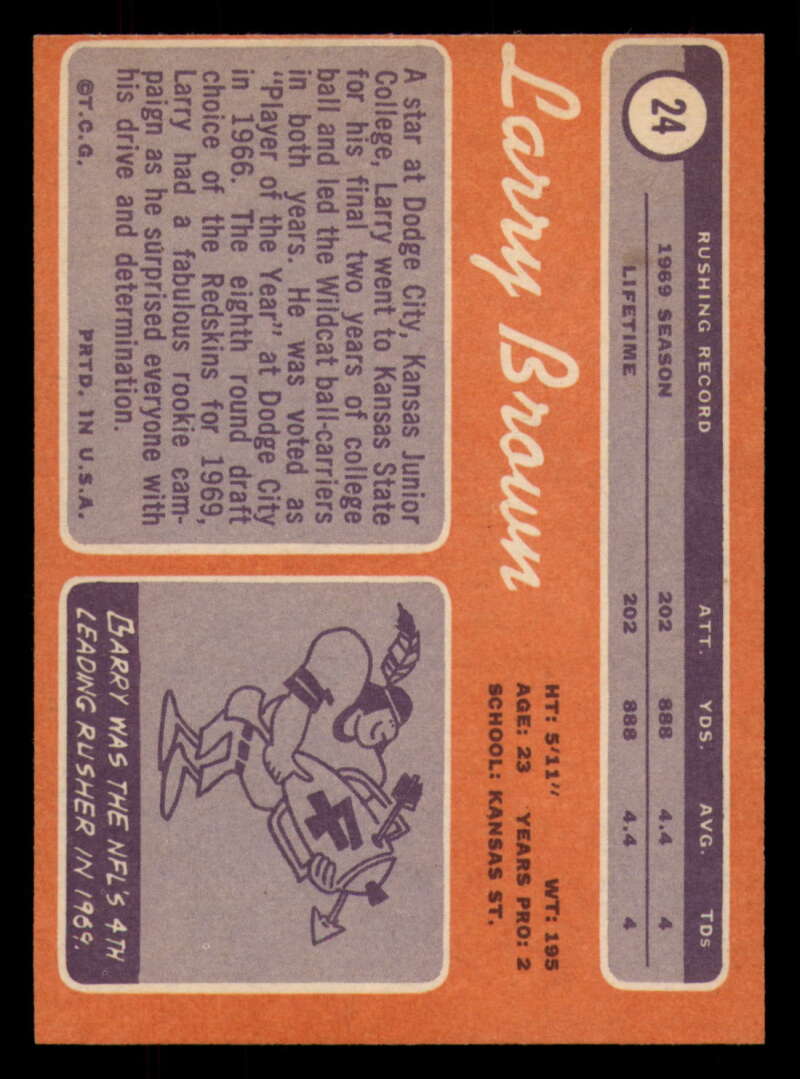 24
RUSHING RECORD ATT. YDS. AVG. TDs
1969 SEASON 202 888 4.4 4
LIFETIME 202 888 4.4 4
Larry Brown
HT: 5'11" WT: 195
AGE: 23 YEARS PRO: 2
SCHOOL: KANSAS ST.
A star at Dodge City, Kansas Junior
College, Larry went to Kansas State
for his final two years of college
ball and led the Wildcat ball-carriers
in both years. He was voted as
"Player of the Year" at Dodge City
in 1966. The eighth round draft
choice of the Redskins for 1969,
Larry had a fabulous rookie cam-
paign as he surprised everyone with
his drive and determination.
©T.C.G. PRTD. IN U.S.A.
BARRY WAS THE NFL'S 4TH
LEADING RUSHER IN 1969.